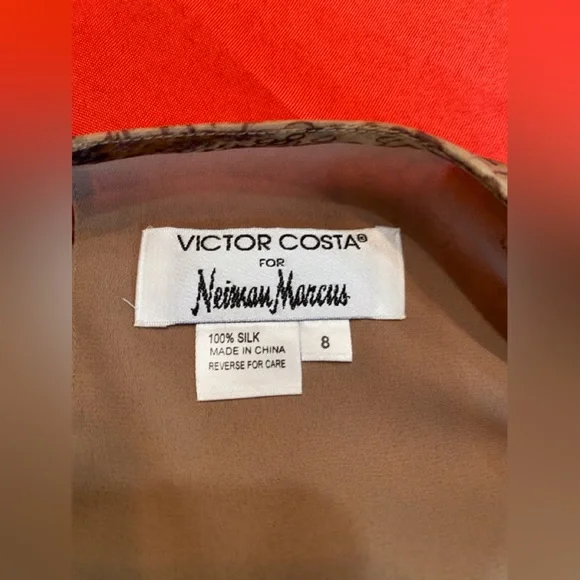 VICTOR COSTA®
FOR
Neiman Marcus
100% SILK
MADE IN CHINA
REVERSE FOR CARE
8